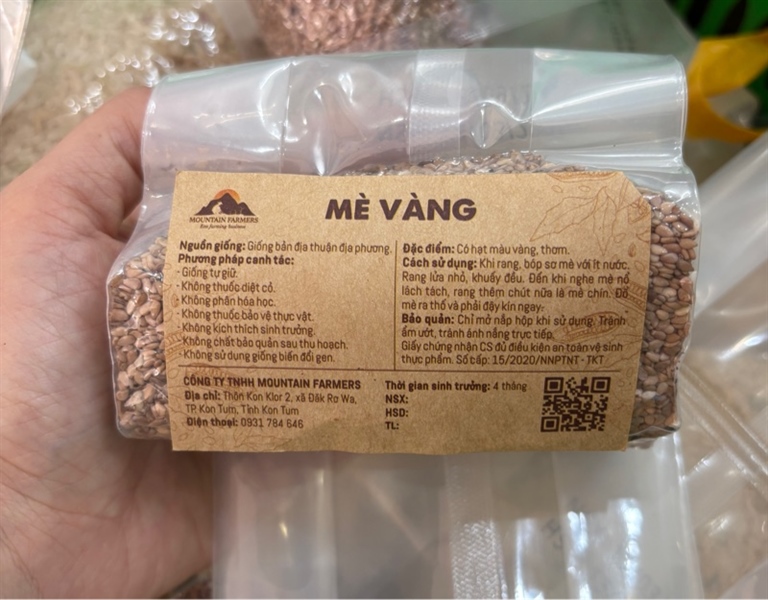 MOUNTAIN FARMERS
Eco farming business
MÈ VÀNG
Nguồn giống: Giống bản địa thuận địa phương.
Phương pháp canh tác:
- Giống tự giữ.
- Không thuốc diệt cỏ.
- Không phân hóa học.
- Không thuốc bảo vệ thực vật.
- Không kích thích sinh trưởng.
- Không chất bảo quản sau thu hoạch.
- Không sử dụng giống biến đổi gen.
Đặc điểm: Có hạt màu vàng, thơm.
Cách sử dụng: Khi rang, bóp sơ mè với ít nước.
Rang lửa nhỏ, khuấy đều. Đến khi nghe mè nổ
lách tách, rang thêm chút nữa là mè chín. Đổ
mè ra thố và phải đậy kín ngay.
Bảo quản: Chỉ mở nắp hộp khi sử dụng. Tránh
ẩm ướt, tránh ánh nắng trực tiếp.
Giấy chứng nhận CS đủ điều kiện an toàn vệ sinh
thực phẩm. Số cấp: 15/2020/NNPTNT - TKT
CÔNG TY TNHH MOUNTAIN FARMERS
Địa chỉ: Thôn Kon Klor 2, xã Đăk Rơ Wa,
TP. Kon Tum, Tỉnh Kon Tum
Điện thoại: 0931 784 646
Thời gian sinh trưởng: 4 tháng
NSX:
HSD:
TL: